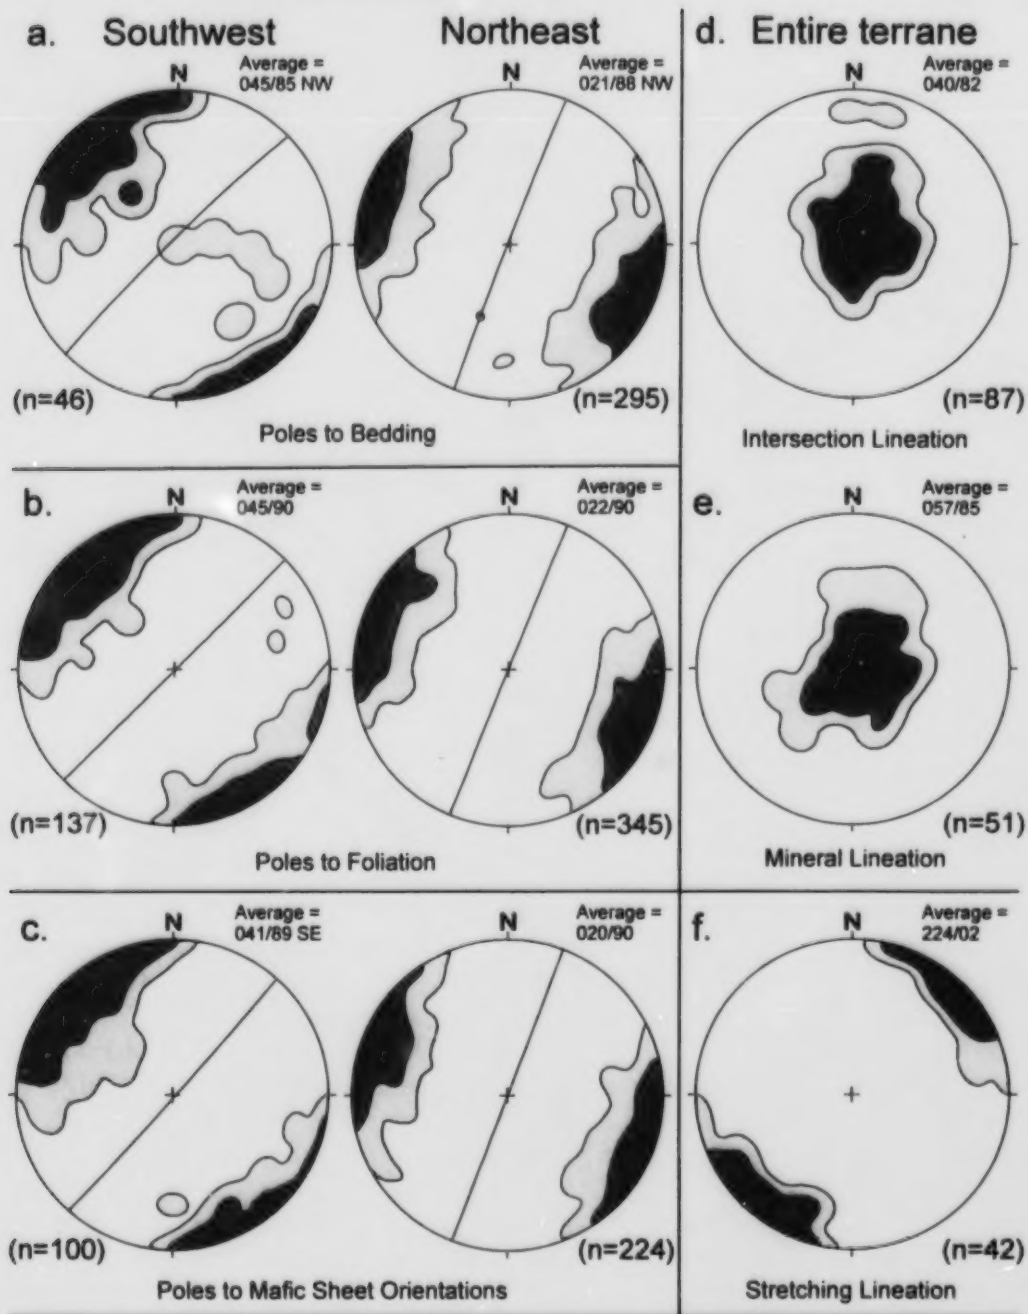 a. Southwest
N
Average =
045/85 NW
(n=46)
Northeast
N
Average =
021/88 NW
(n=295)
Poles to Bedding
d. Entire terrane
N
Average =
040/82
(n=87)
Intersection Lineation
b.
N
Average =
045/90
(n=137)
N
Average =
022/90
(n=345)
Poles to Foliation
e.
N
Average =
057/85
(n=51)
Mineral Lineation
c.
N
Average =
041/89 SE
(n=100)
N
Average =
020/90
(n=224)
Poles to Mafic Sheet Orientations
f.
N
Average =
224/02
(n=42)
Stretching Lineation